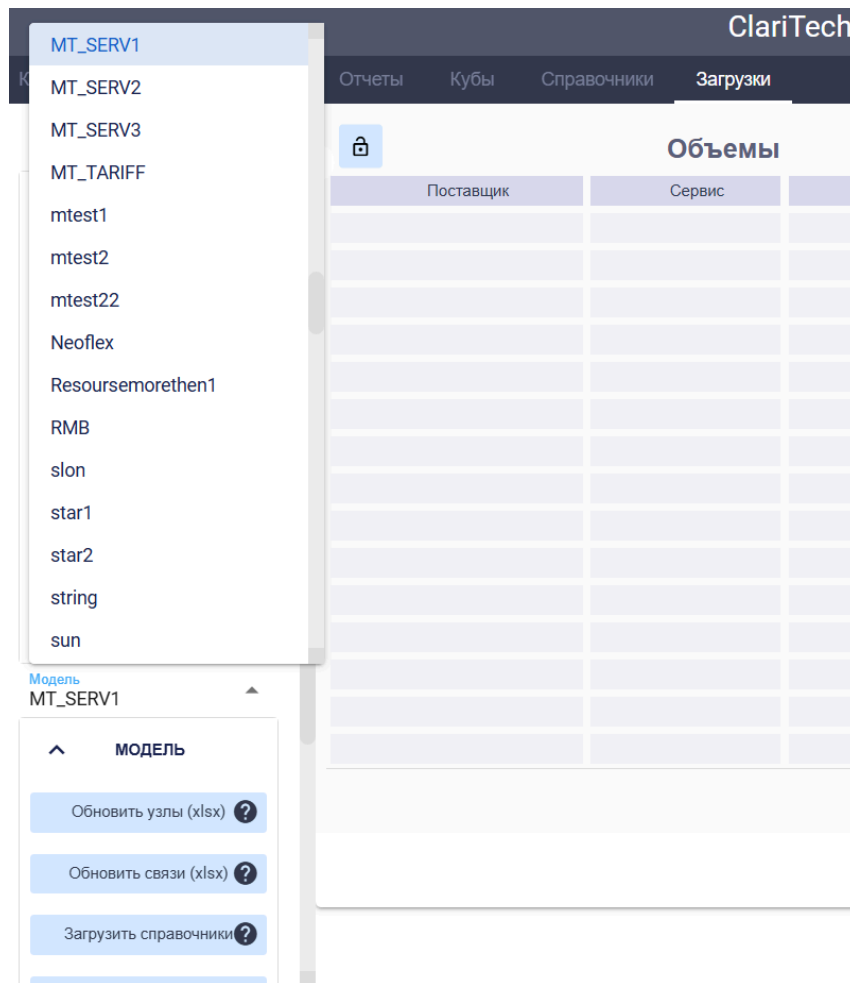 ClariTech
К
Отчеты Кубы Справочники Загрузки
MT_SERV1
MT_SERV2
MT_SERV3
MT_TARIFF
mtest1
mtest2
mtest22
Neoflex
Resoursemorethen1
RMB
slon
star1
star2
string
sun
Объемы
Поставщик Сервис
Модель
MT_SERV1
МОДЕЛЬ
Обновить узлы (xlsx) ?
Обновить связи (xlsx) ?
Загрузить справочники ?